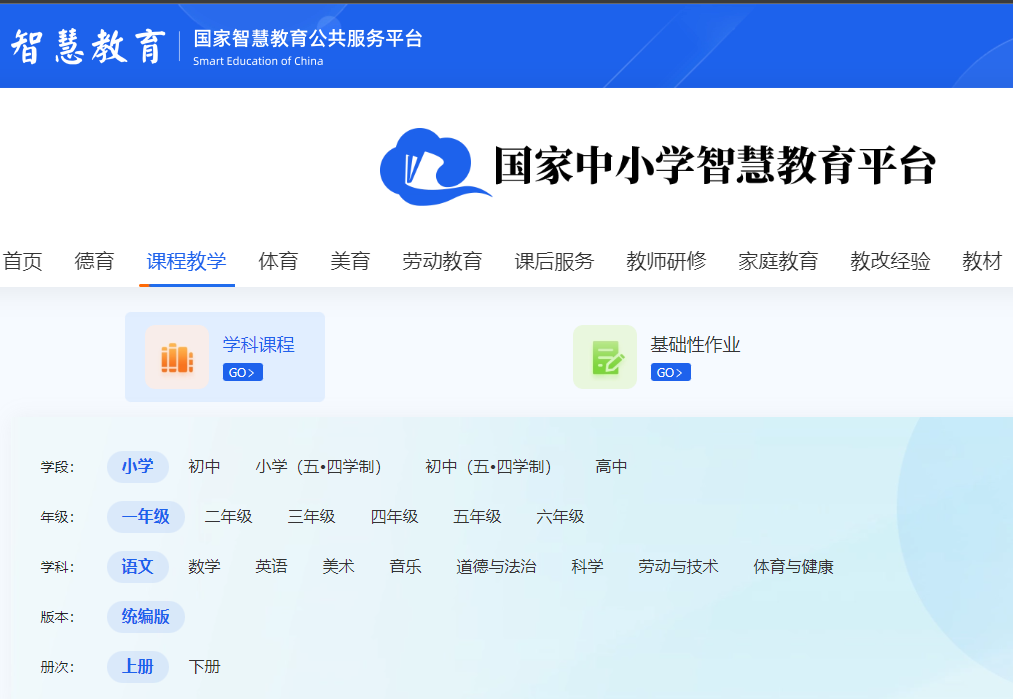 智慧教育 国家智慧教育公共服务平台
Smart Education of China
国家中小学智慧教育平台
首页 德育 课程教学 体育 美育 劳动教育 课后服务 教师研修 家庭教育 教改经验 教材
学科课程 基础性作业
GO> GO>
学段： 小学 初中 小学（五•四学制） 初中（五•四学制） 高中
年级： 一年级 二年级 三年级 四年级 五年级 六年级
学科： 语文 数学 英语 美术 音乐 道德与法治 科学 劳动与技术 体育与健康
版本： 统编版
册次： 上册 下册